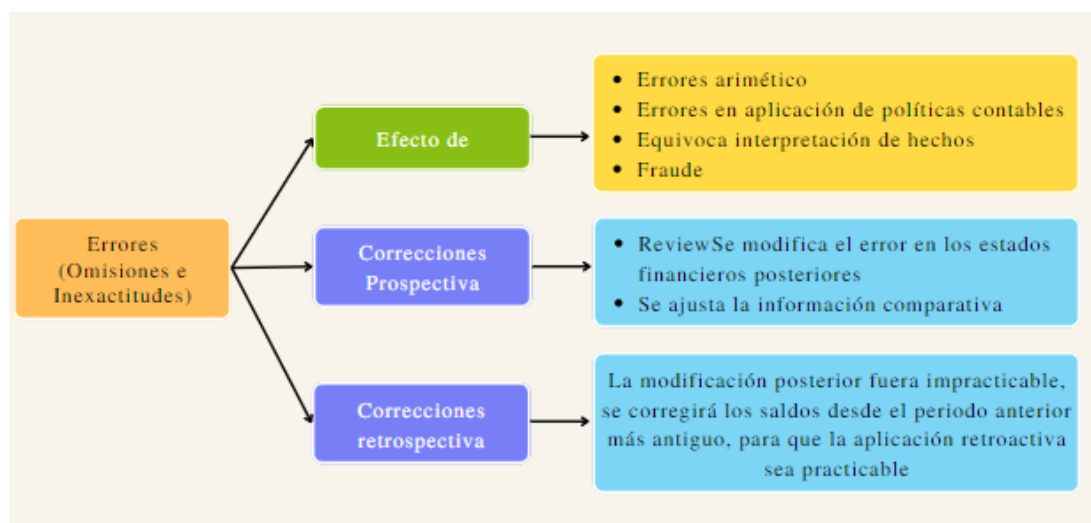 Errores
(Omisiones e
Inexactitudes)
Efecto de
• Errores arimético
• Errores en aplicación de políticas contables
• Equivoca interpretación de hechos
• Fraude
Correcciones
Prospectiva
• ReviewSe modifica el error en los estados
financieros posteriores
• Se ajusta la información comparativa
Correcciones
retrospectiva
La modificación posterior fuera impracticable,
se corregirá los saldos desde el periodo anterior
más antiguo, para que la aplicación retroactiva
sea practicable